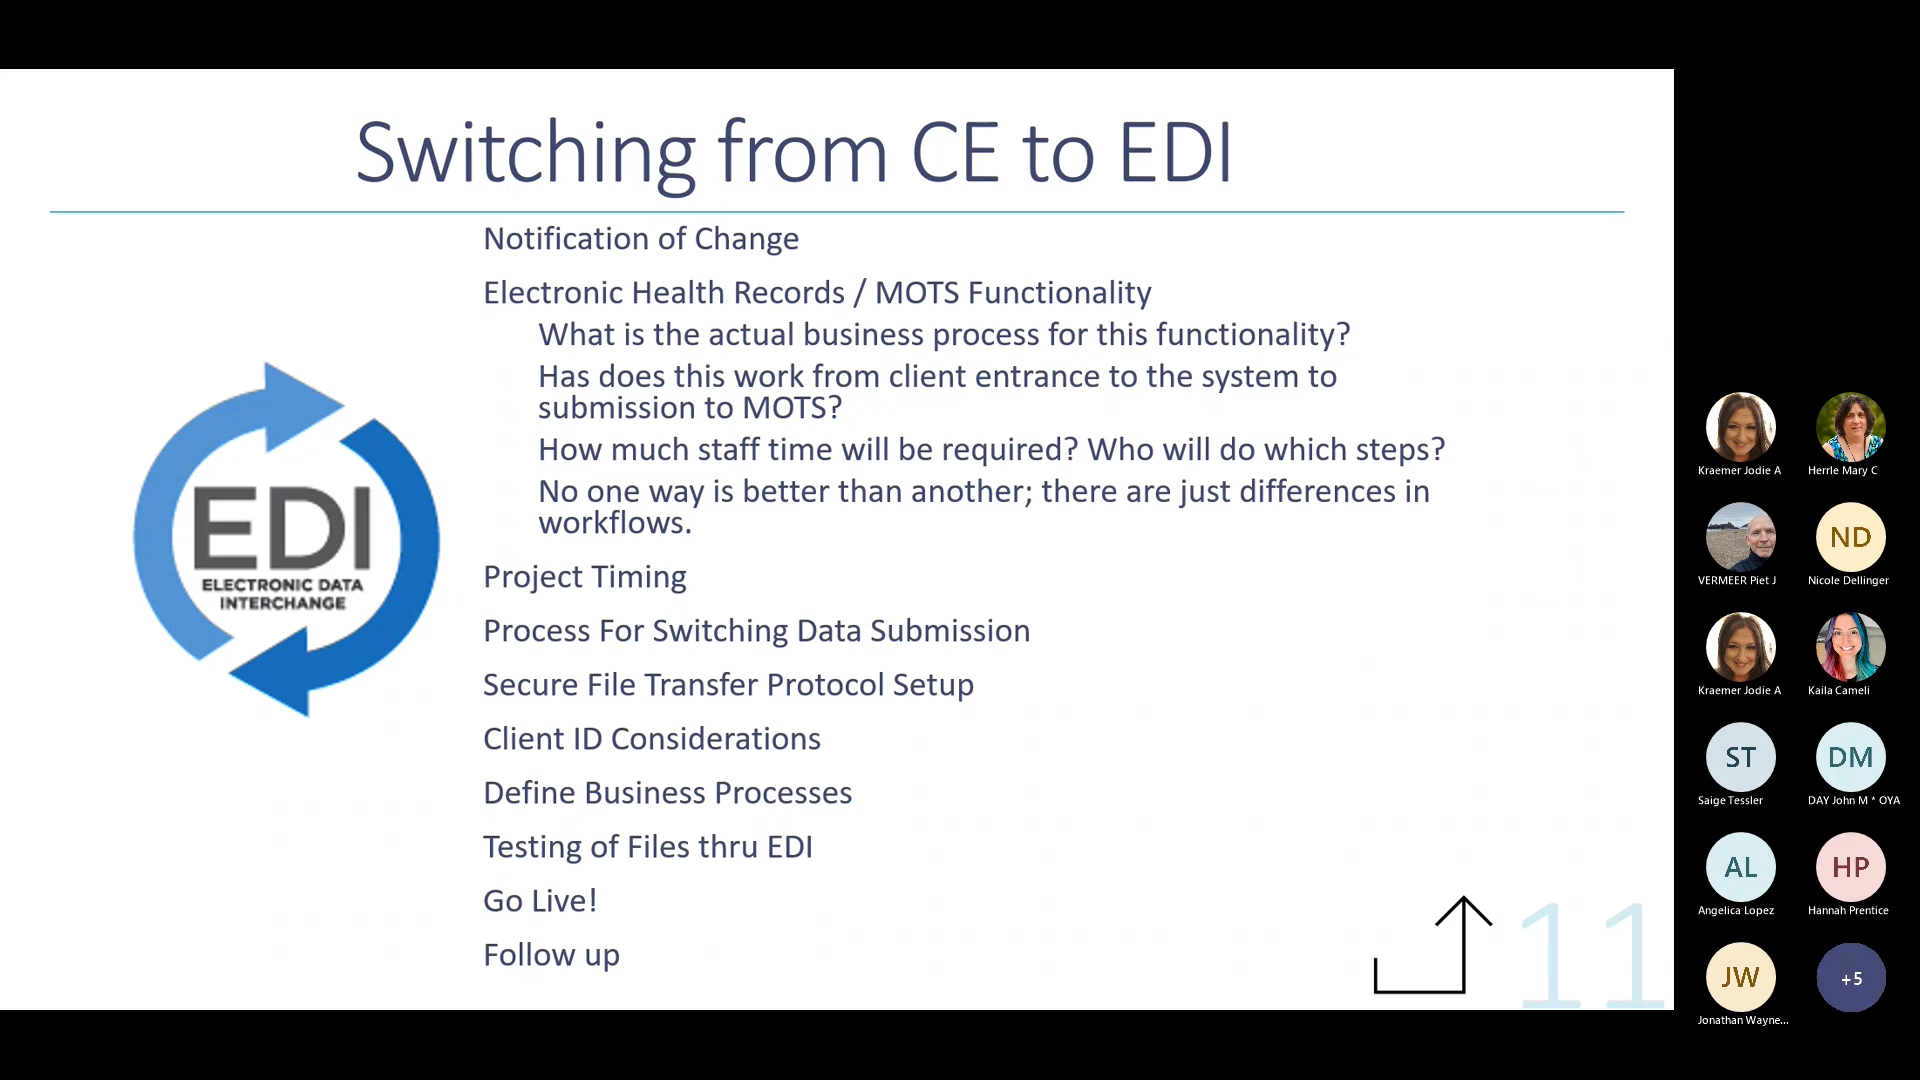 Switching from CE to EDI
Notification of Change
Electronic Health Records / MOTS Functionality
What is the actual business process for this functionality?
Has does this work from client entrance to the system to
submission to MOTS?
How much staff time will be required? Who will do which steps?
No one way is better than another; there are just differences in
workflows.
Project Timing
Process For Switching Data Submission
Secure File Transfer Protocol Setup
Client ID Considerations
Define Business Processes
Testing of Files thru EDI
Go Live!
Follow up
EDI
ELECTRONIC DATA
INTERCHANGE
11
Kraemer Jodie A
Herrle Mary C
VERMEER Piet J
ND
Nicole Dellinger
Kraemer Jodie A
Kaila Cameli
ST
Saige Tessler
DM
DAY John M * OYA
AL
Angelica Lopez
HP
Hannah Prentice
JW
Jonathan Wayne...
+5